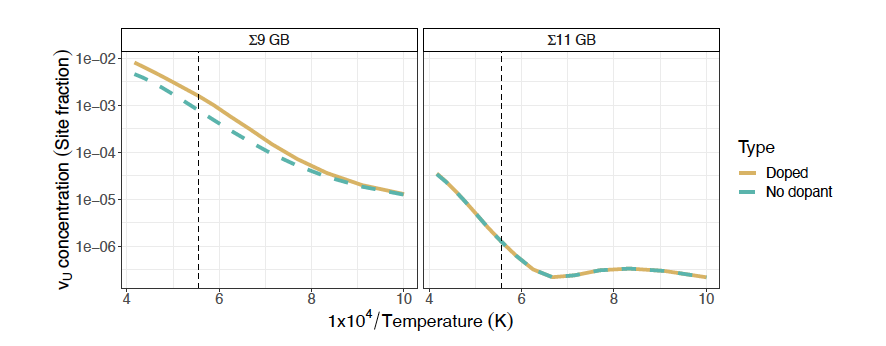 Σ9 GB
Σ11 GB
vU concentration (Site fraction)
1e−02
1e−03
1e−04
1e−05
1e−06
4
6
8
10
4
6
8
10
1x10⁴/Temperature (K)
Type
Doped
No dopant